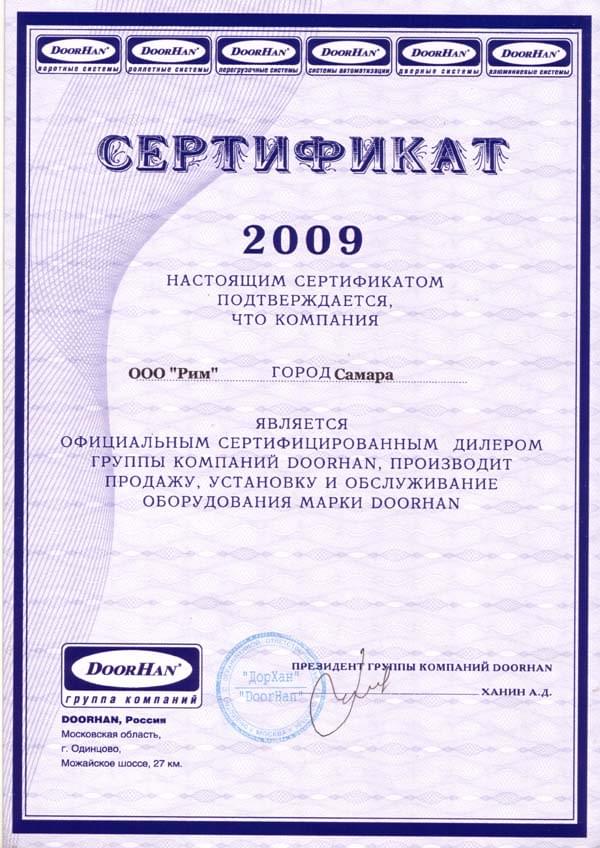 DOORHAN®
воротные системы
DOORHAN®
роллетные системы
DOORHAN®
перегрузочные системы
DOORHAN®
системы автоматизации
DOORHAN®
дверные системы
DOORHAN®
алюминиевые системы
СЕРТИФИКАТ
2009
НАСТОЯЩИМ СЕРТИФИКАТОМ
ПОДТВЕРЖДАЕТСЯ,
ЧТО КОМПАНИЯ
ООО "Рим" ГОРОД Самара
ЯВЛЯЕТСЯ
ОФИЦИАЛЬНЫМ СЕРТИФИЦИРОВАННЫМ ДИЛЕРОМ
ГРУППЫ КОМПАНИЙ DOORHAN, ПРОИЗВОДИТ
ПРОДАЖУ, УСТАНОВКУ И ОБСЛУЖИВАНИЕ
ОБОРУДОВАНИЯ МАРКИ DOORHAN
DOORHAN®
группа компаний
DOORHAN, Россия
Московская область,
г. Одинцово,
Можайское шоссе, 27 км.
"ДорХан"
"DoorHan"
ПРЕЗИДЕНТ ГРУППЫ КОМПАНИЙ DOORHAN
ХАНИН А.Д.